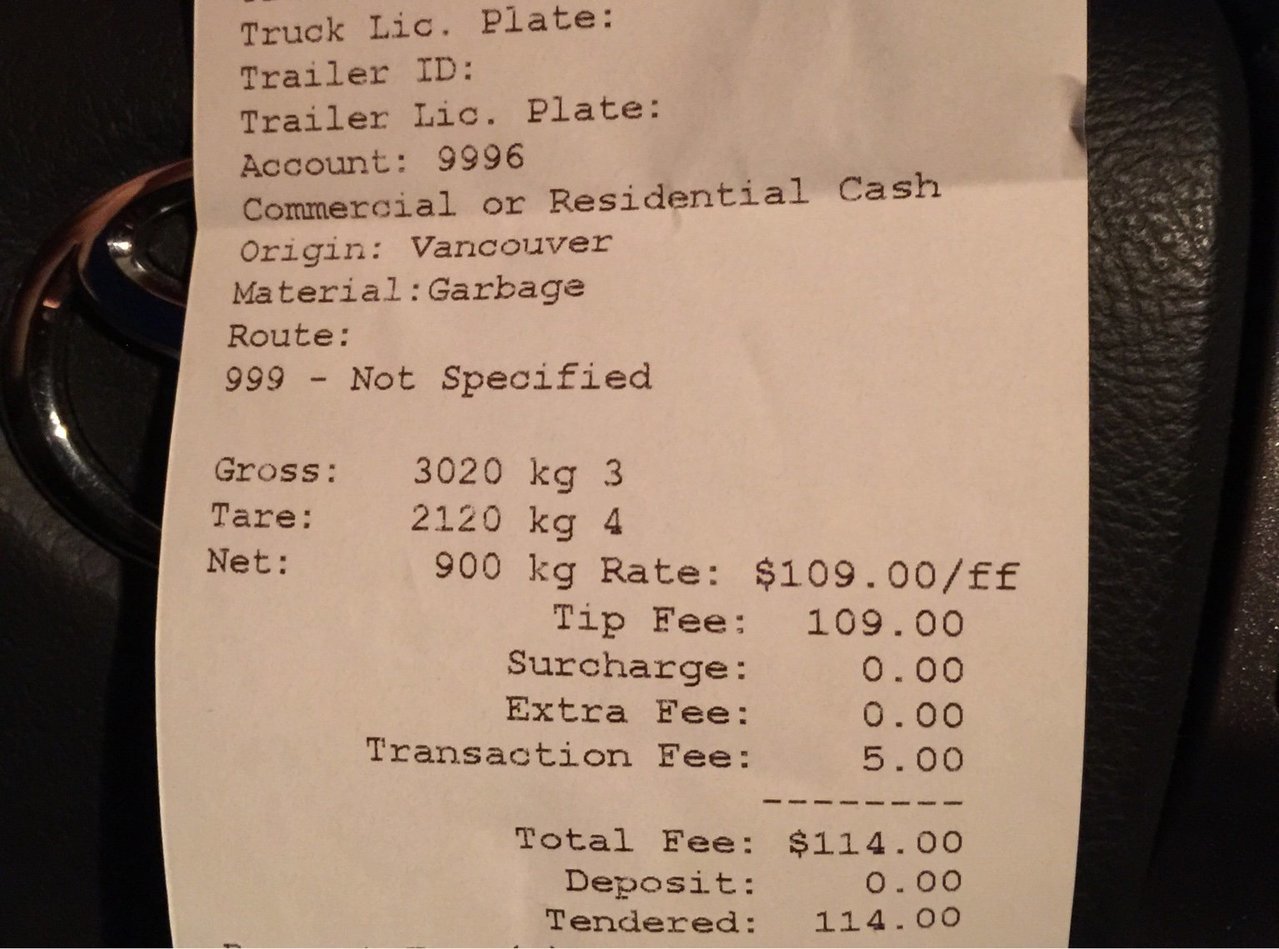 Truck Lic. Plate:
Trailer ID:
Trailer Lic. Plate:
Account: 9996
Commercial or Residential Cash
Origin: Vancouver
Material:Garbage
Route:
999 - Not Specified
Gross: 3020 kg 3
Tare: 2120 kg 4
Net: 900 kg Rate: $109.00/ff
Tip Fee: 109.00
Surcharge: 0.00
Extra Fee: 0.00
Transaction Fee: 5.00
--------
Total Fee: $114.00
Deposit: 0.00
Tendered: 114.00